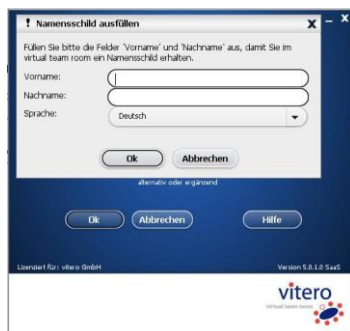 ! Namensschild ausfüllen
Füllen Sie bitte die Felder 'Vorname' und 'Nachname' aus, damit Sie im
virtual team room ein Namensschild erhalten.
Vorname:
Nachname:
Sprache: Deutsch
Ok Abbrechen
alternativ oder ergänzend
Ok Abbrechen Hilfe
Lizenziert für: vitero GmbH Version 5.0.1.0 SaaS
vitero
virtual team room